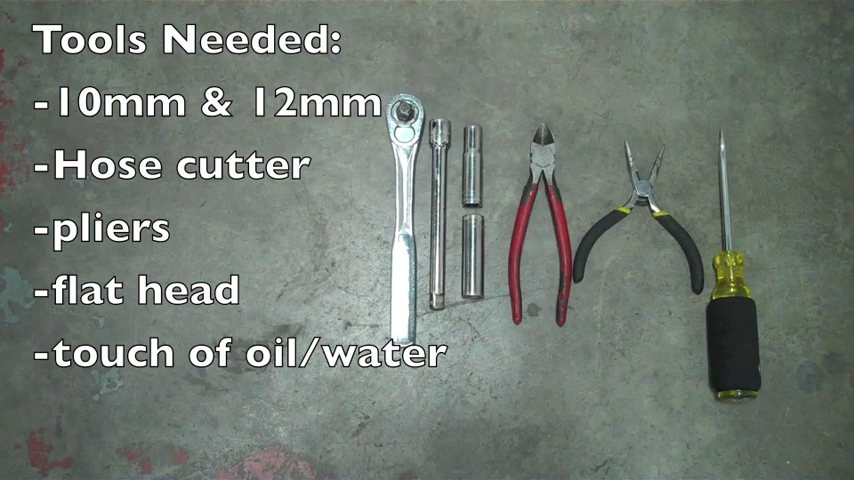 Tools Needed:
-10mm & 12mm
-Hose cutter
-pliers
-flat head
-touch of oil/water